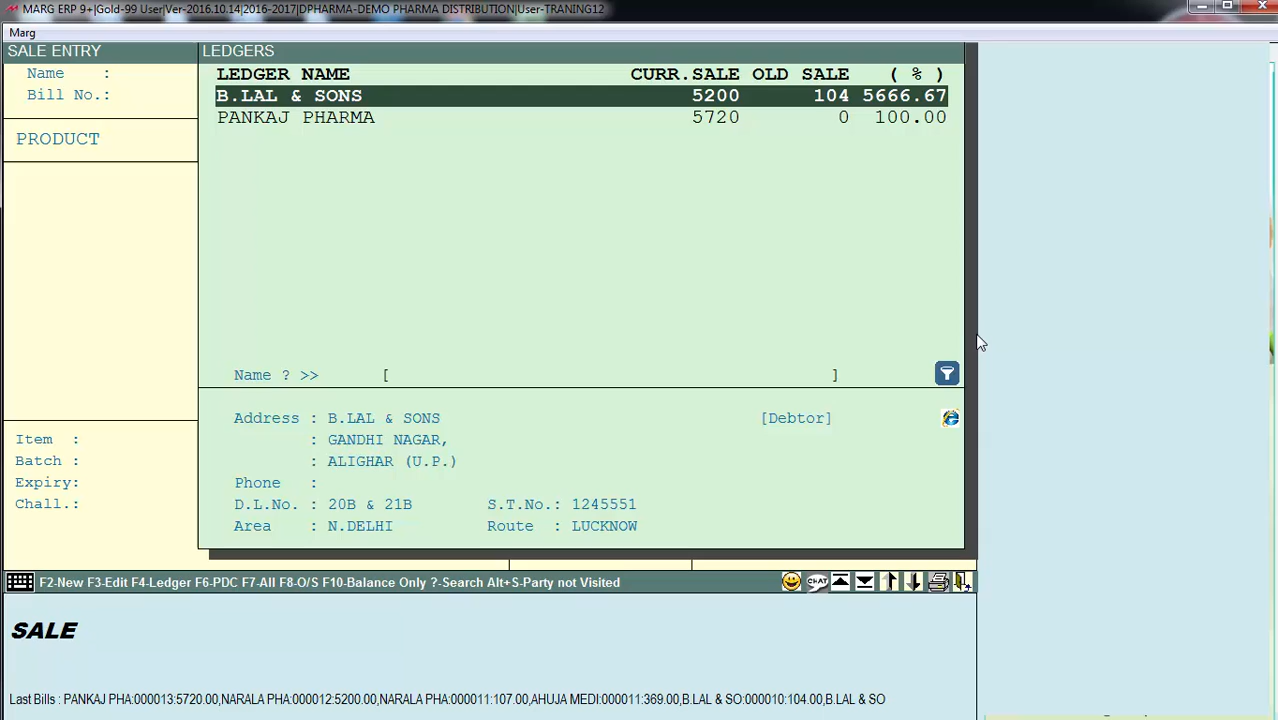 MARG ERP 9+|Gold-99 User|Ver-2016.10.14|2016-2017|DPHARMA-DEMO PHARMA DISTRIBUTION|User-TRANING12
Marg
SALE ENTRY
Name :
Bill No.:
PRODUCT
LEDGERS
LEDGER NAME CURR.SALE OLD SALE ( % )
B.LAL & SONS 5200 104 5666.67
PANKAJ PHARMA 5720 0 100.00
Name ? >> [ ]
Address : B.LAL & SONS [Debtor]
: GANDHI NAGAR,
: ALIGHAR (U.P.)
Phone :
D.L.No. : 20B & 21B S.T.No.: 1245551
Area : N.DELHI Route : LUCKNOW
Item :
Batch :
Expiry:
Chall.:
F2-New F3-Edit F4-Ledger F6-PDC F7-All F8-O/S F10-Balance Only ?-Search Alt+S-Party not Visited
CHAT
SALE
Last Bills : PANKAJ PHA:000013:5720.00,NARALA PHA:000012:5200.00,NARALA PHA:000011:107.00,AHUJA MEDI:000011:369.00,B.LAL & SO:000010:104.00,B.LAL & SO